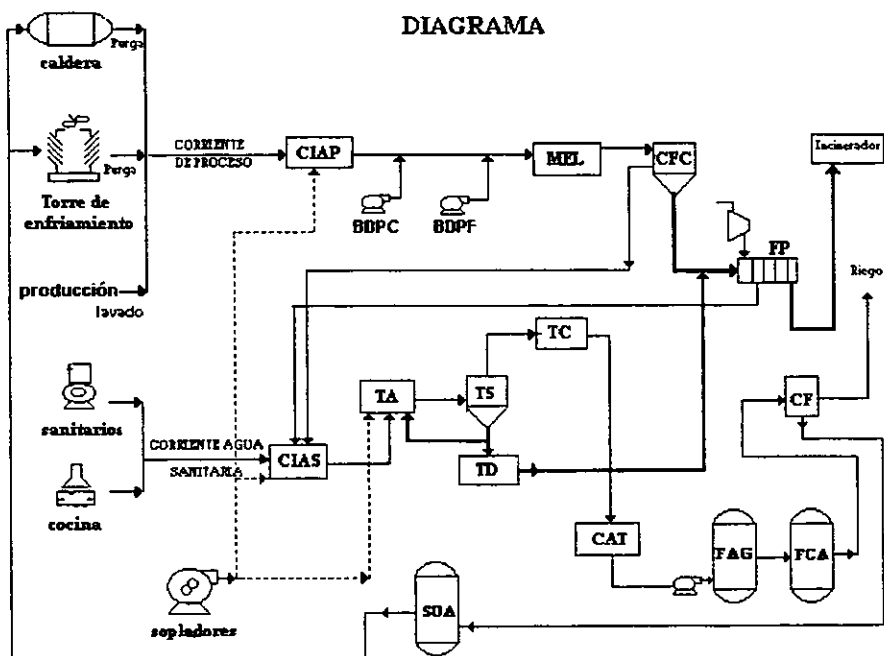 DIAGRAMA
Purga
caldera
Incinerador
CORRIENTE
DE PROCESO
CIAP
MEL
CFC
Purga
Torre de
enfriamiento
BDPC
BDPF
FP
Riego
producción
lavado
TC
TA
TS
CF
sanitarios
CORRIENTE AGUA
SANITARIA
CIAS
TD
cocina
CAT
FAG
FCA
SUA
sopladores